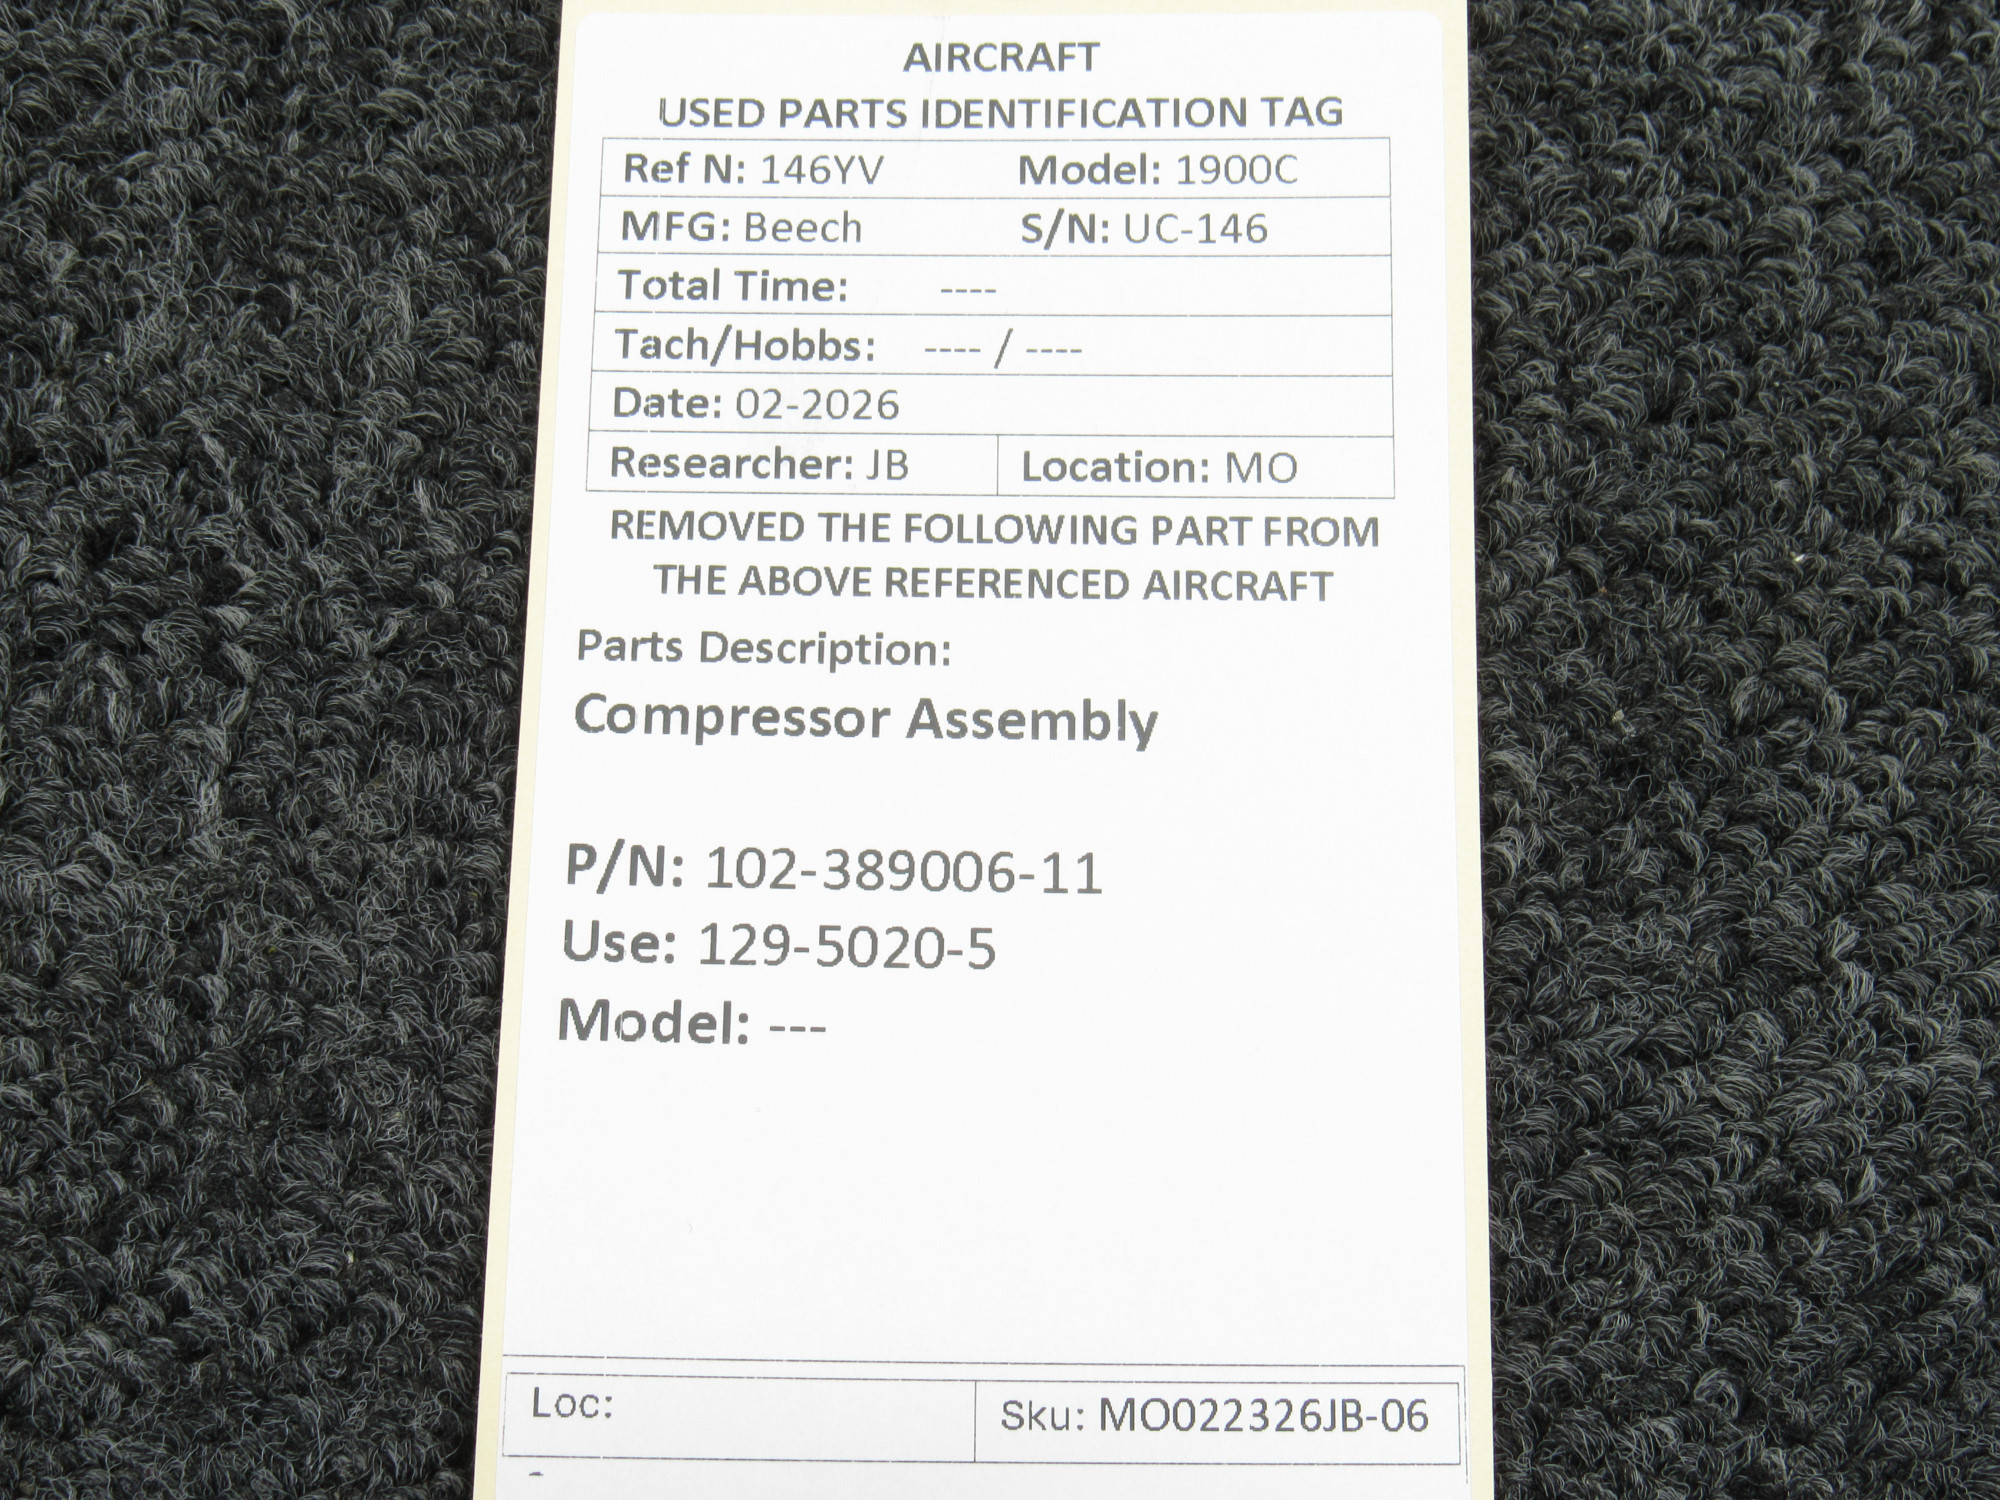 AIRCRAFT
USED PARTS IDENTIFICATION TAG
Ref N: 146YV Model: 1900C
MFG: Beech S/N: UC-146
Total Time: ----
Tach/Hobbs: ---- / ----
Date: 02-2026
Researcher: JB Location: MO
REMOVED THE FOLLOWING PART FROM
THE ABOVE REFERENCED AIRCRAFT
Parts Description:
Compressor Assembly
P/N: 102-389006-11
Use: 129-5020-5
Model: ---
Loc: Sku: MO022326JB-06